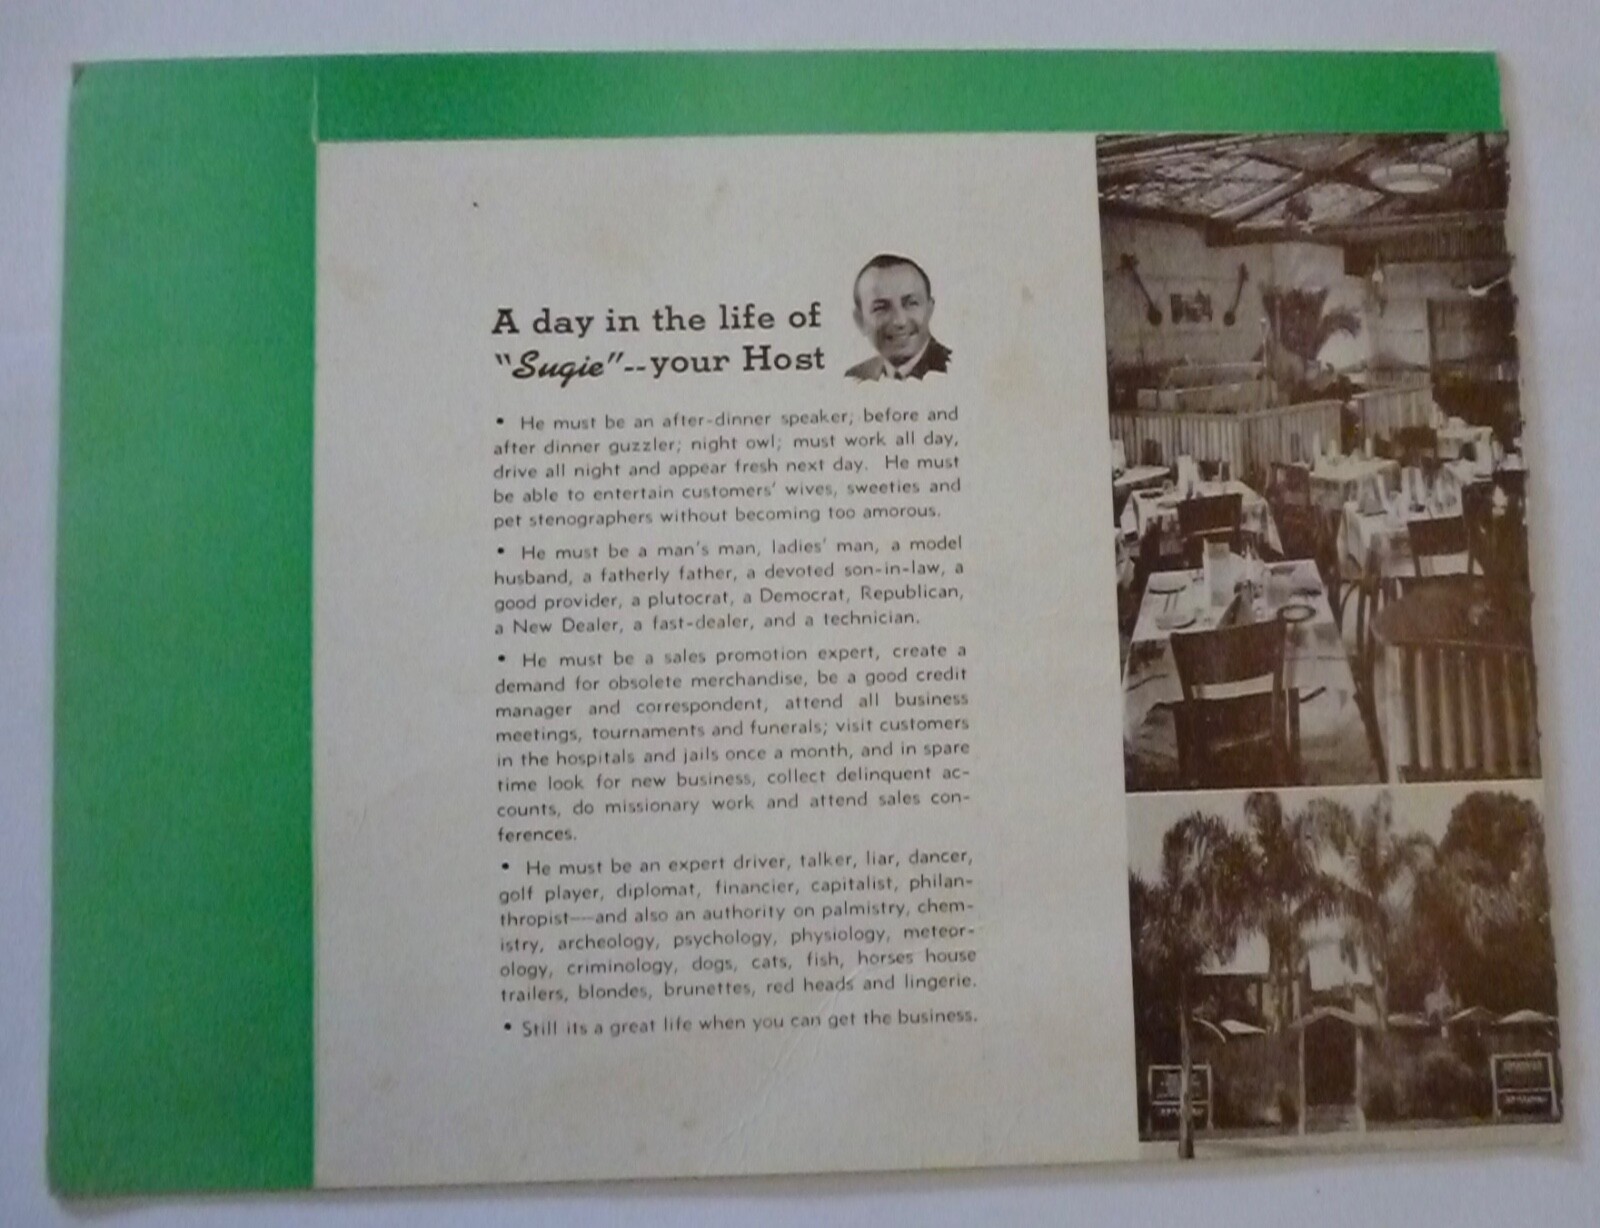 A day in the life of
"Sugie"--your Host
• He must be an after-dinner speaker; before and
after dinner guzzler; night owl; must work all day,
drive all night and appear fresh next day. He must
be able to entertain customers' wives, sweeties and
pet stenographers without becoming too amorous.
• He must be a man's man, ladies' man, a model
husband, a fatherly father, a devoted son-in-law, a
good provider, a plutocrat, a Democrat, Republican,
a New Dealer, a fast-dealer, and a technician.
• He must be a sales promotion expert, create a
demand for obsolete merchandise, be a good credit
manager and correspondent, attend all business
meetings, tournaments and funerals; visit customers
in the hospitals and jails once a month, and in spare
time look for new business, collect delinquent ac-
counts, do missionary work and attend sales con-
ferences.
• He must be an expert driver, talker, liar, dancer,
golf player, diplomat, financier, capitalist, philan-
thropist—and also an authority on palmistry, chem-
istry, archeology, psychology, physiology, meteor-
ology, criminology, dogs, cats, fish, horses house
trailers, blondes, brunettes, red heads and lingerie.
• Still its a great life when you can get the business.